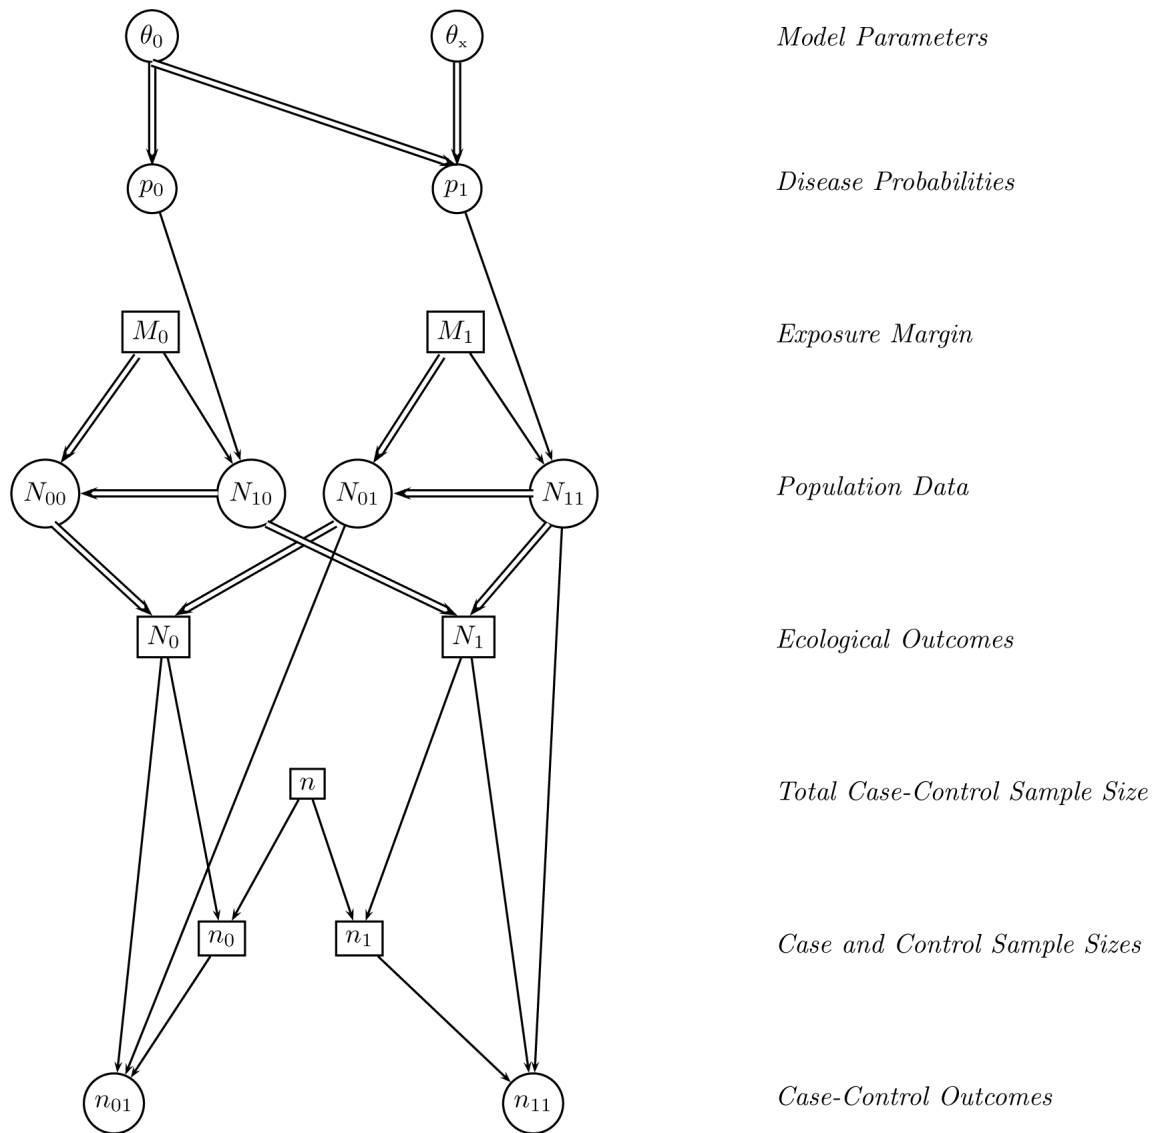 θ₀ θₓ Model Parameters
p₀ p₁ Disease Probabilities
M₀ M₁ Exposure Margin
N₀₀ N₁₀ N₀₁ N₁₁ Population Data
N₀ N₁ Ecological Outcomes
n Total Case-Control Sample Size
n₀ n₁ Case and Control Sample Sizes
n₀₁ n₁₁ Case-Control Outcomes